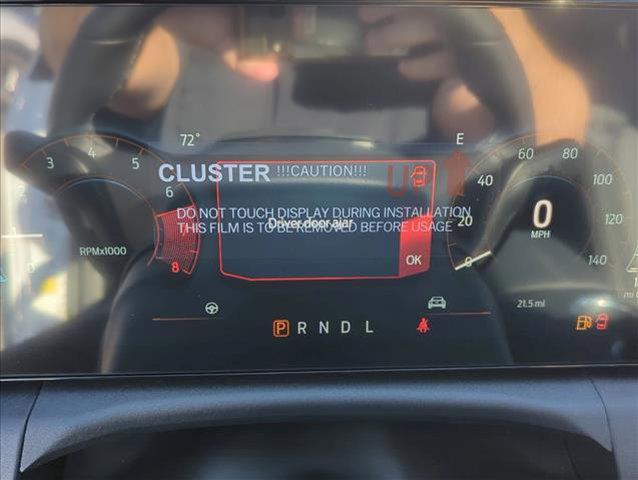 72°
E
CLUSTER !!!CAUTION!!!
DO NOT TOUCH DISPLAY DURING INSTALLATION
THIS FILM IS TO BE REMOVED BEFORE USAGE
Driver door ajar
OK
2 3 4 5 6 8
RPMx1000
0 20 40 60 80 100 120 140
0
MPH
21.5 mi
P R N D L